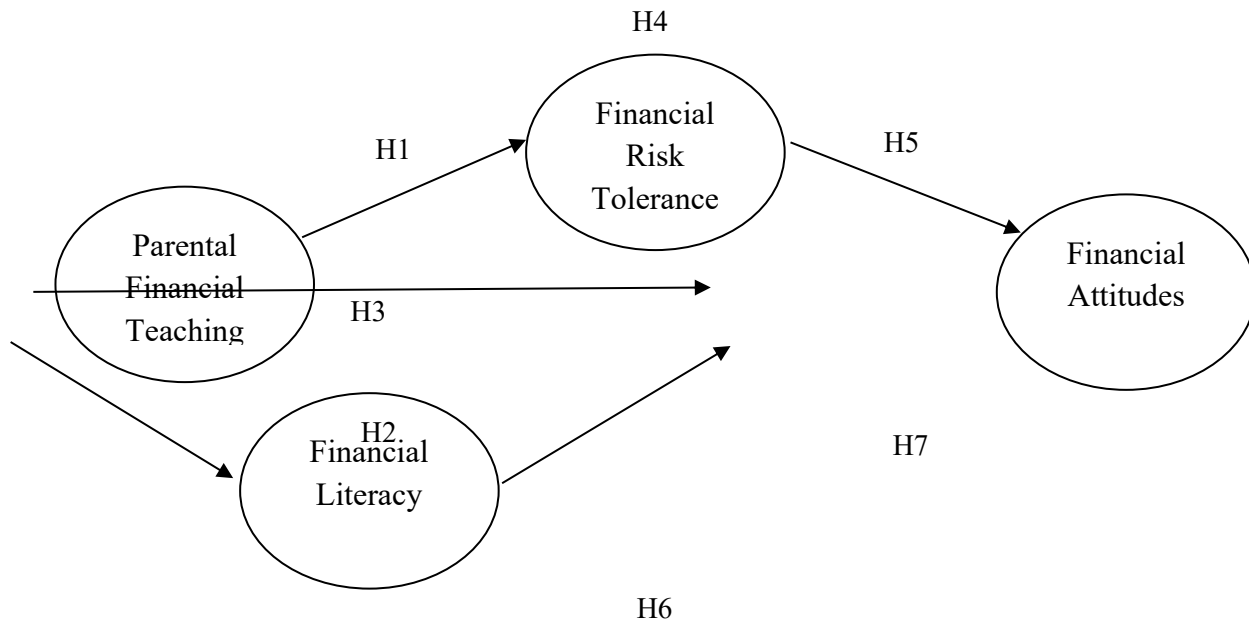 H4
Financial
Risk
Tolerance
H1
H5
Parental
Financial
Teaching
Financial
Attitudes
H3
H2
Financial
Literacy
H7
H6